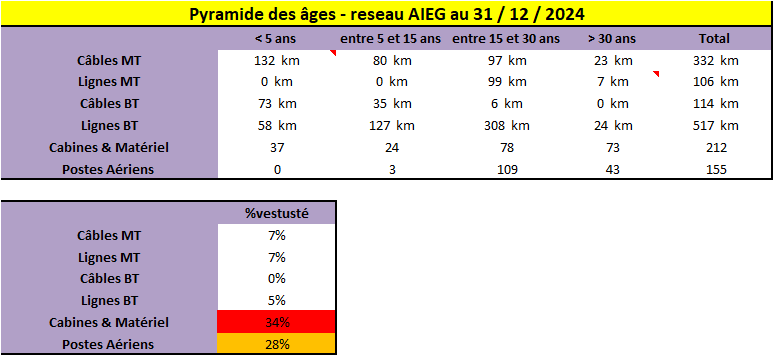 Pyramide des âges - reseau AIEG au 31 / 12 / 2024
< 5 ans entre 5 et 15 ans entre 15 et 30 ans > 30 ans Total
Câbles MT 132 km 80 km 97 km 23 km 332 km
Lignes MT 0 km 0 km 99 km 7 km 106 km
Câbles BT 73 km 35 km 6 km 0 km 114 km
Lignes BT 58 km 127 km 308 km 24 km 517 km
Cabines & Matériel 37 24 78 73 212
Postes Aériens 0 3 109 43 155
%vestusté
Câbles MT 7%
Lignes MT 7%
Câbles BT 0%
Lignes BT 5%
Cabines & Matériel 34%
Postes Aériens 28%